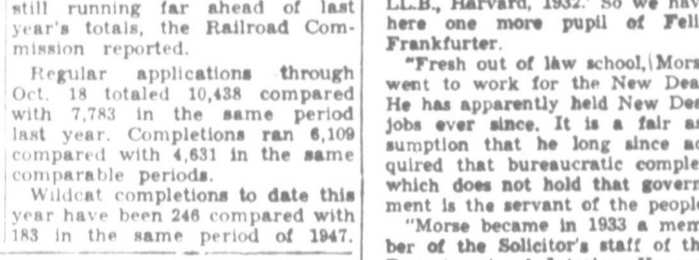 still running far ahead of last
year's totals, the Railroad Com-
mission reported.
Regular applications through
Oct. 18 totaled 10,438 compared
with 7,783 in the same period
last year. Completions ran 6,109
compared with 4,631 in the same
comparable periods.
Wildcat completions to date this
year have been 246 compared with
183 in the same period of 1947.
LL.B., Harvard, 1932.' So we hav
here one more pupil of Feli
Frankfurter.
"Fresh out of law school, Mors
went to work for the New Dea
He has apparently held New Dea
jobs ever since. It is a fair as
sumption that he long since ac
quired that bureaucratic comple
which does not hold that govern
ment is the servant of the people
"Morse became in 1933 a mem
ber of the Solicitor's staff of th